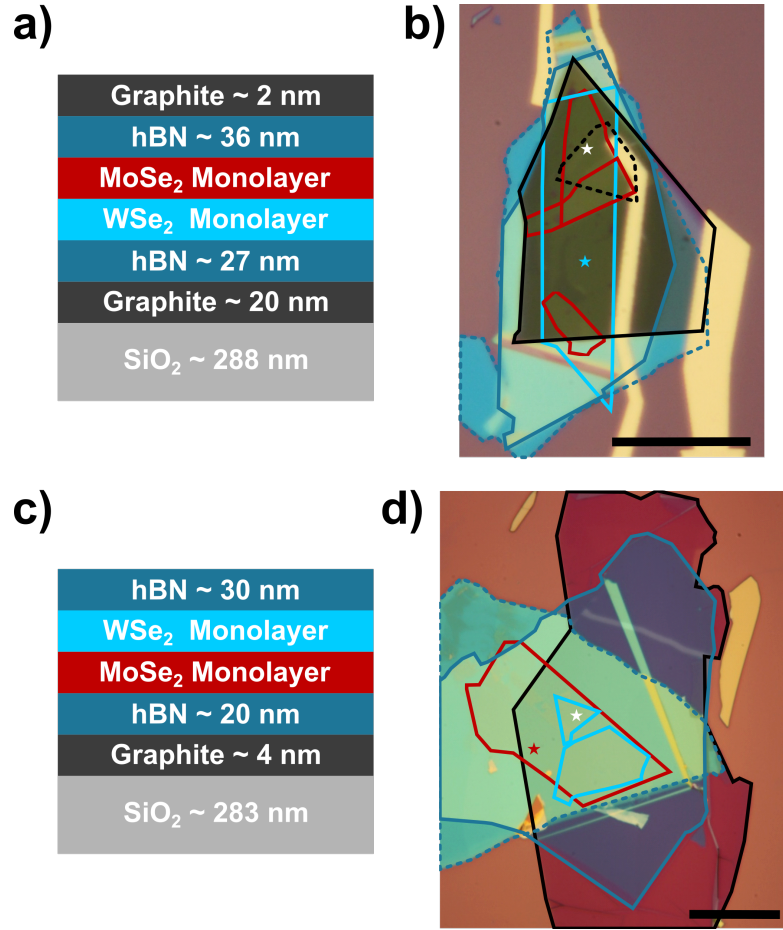 a)
Graphite ~ 2 nm
hBN ~ 36 nm
MoSe₂ Monolayer
WSe₂ Monolayer
hBN ~ 27 nm
Graphite ~ 20 nm
SiO₂ ~ 288 nm
b)
c)
hBN ~ 30 nm
WSe₂ Monolayer
MoSe₂ Monolayer
hBN ~ 20 nm
Graphite ~ 4 nm
SiO₂ ~ 283 nm
d)